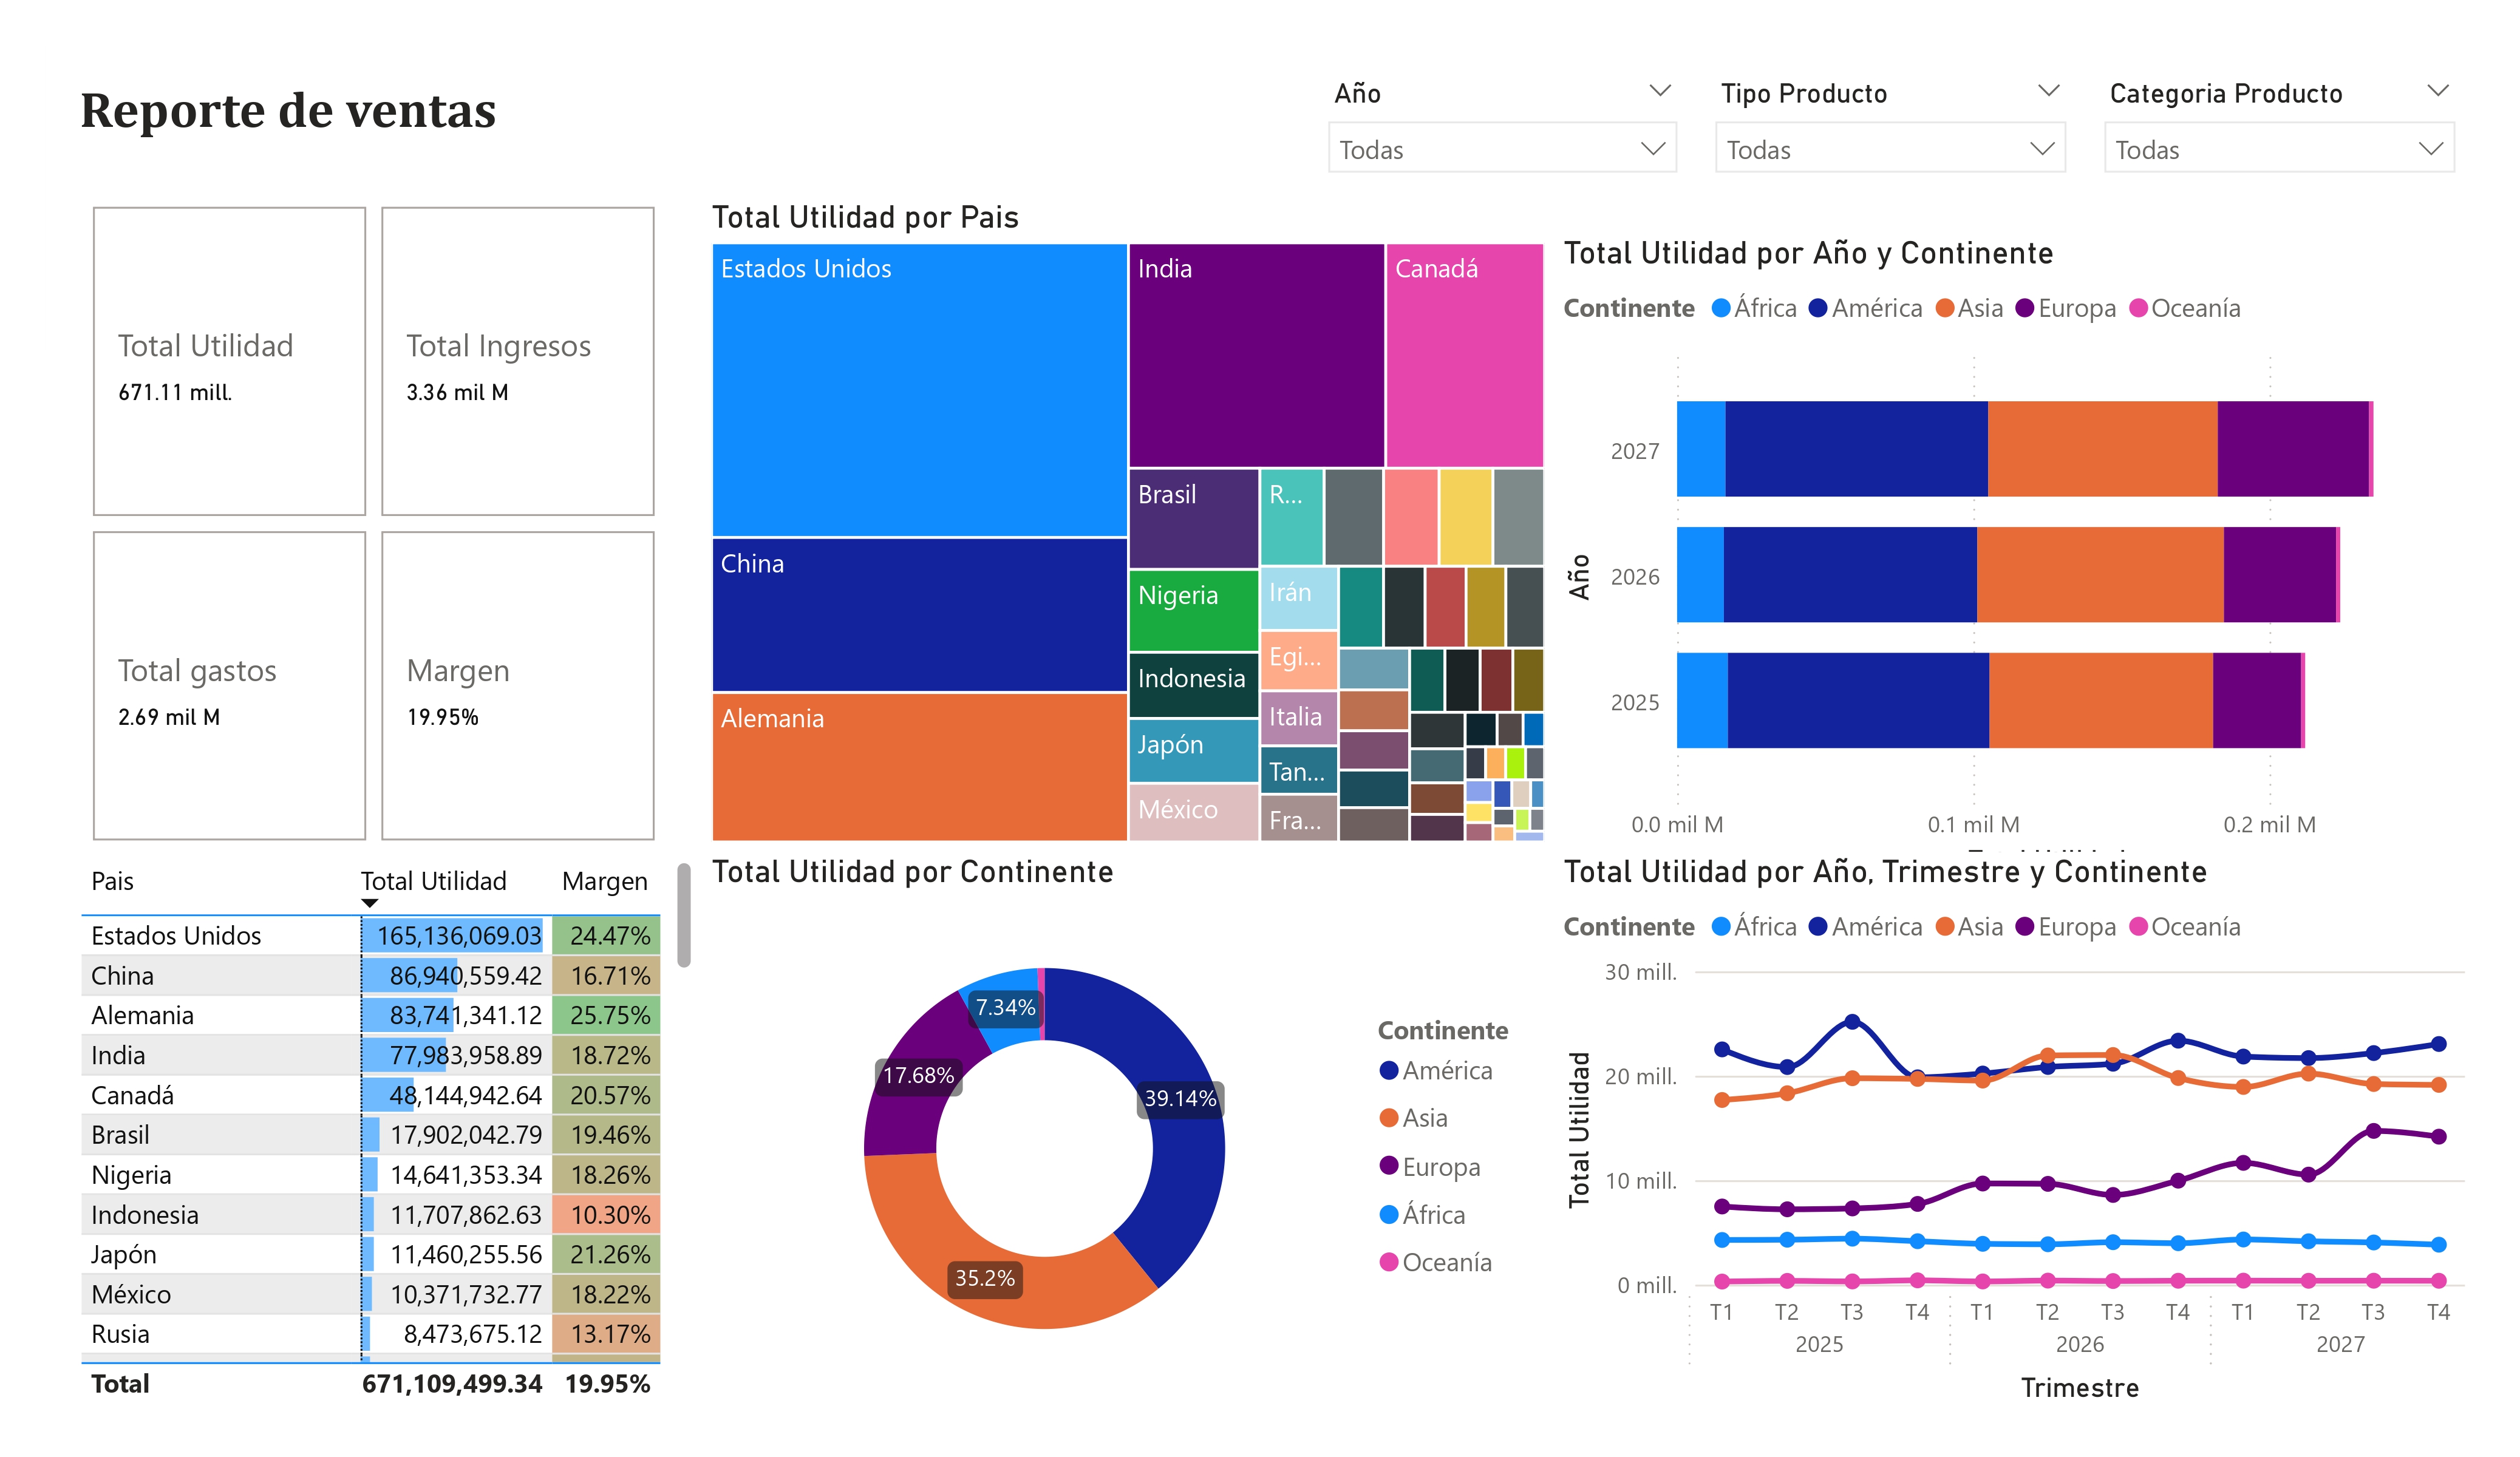 Reporte de ventas
Año
Todas
Tipo Producto
Todas
Categoria Producto
Todas
Total Utilidad
671.11 mill.
Total Ingresos
3.36 mil M
Total gastos
2.69 mil M
Margen
19.95%
Total Utilidad por Pais
Estados Unidos
China
Alemania
India
Canadá
Brasil
Nigeria
Indonesia
Japón
México
R...
Irán
Egi...
Italia
Tan...
Fra...
Total Utilidad por Año y Continente
Continente África América Asia Europa Oceanía
Año
2027
2026
2025
0.0 mil M 0.1 mil M 0.2 mil M
Pais Total Utilidad Margen
Estados Unidos 165,136,069.03 24.47%
China 86,940,559.42 16.71%
Alemania 83,741,341.12 25.75%
India 77,983,958.89 18.72%
Canadá 48,144,942.64 20.57%
Brasil 17,902,042.79 19.46%
Nigeria 14,641,353.34 18.26%
Indonesia 11,707,862.63 10.30%
Japón 11,460,255.56 21.26%
México 10,371,732.77 18.22%
Rusia 8,473,675.12 13.17%
Total 671,109,499.34 19.95%
Total Utilidad por Continente
7.34%
17.68%
39.14%
35.2%
Continente
América
Asia
Europa
África
Oceanía
Total Utilidad por Año, Trimestre y Continente
Continente África América Asia Europa Oceanía
Total Utilidad
30 mill.
20 mill.
10 mill.
0 mill.
T1 T2 T3 T4 T1 T2 T3 T4 T1 T2 T3 T4
2025 2026 2027
Trimestre